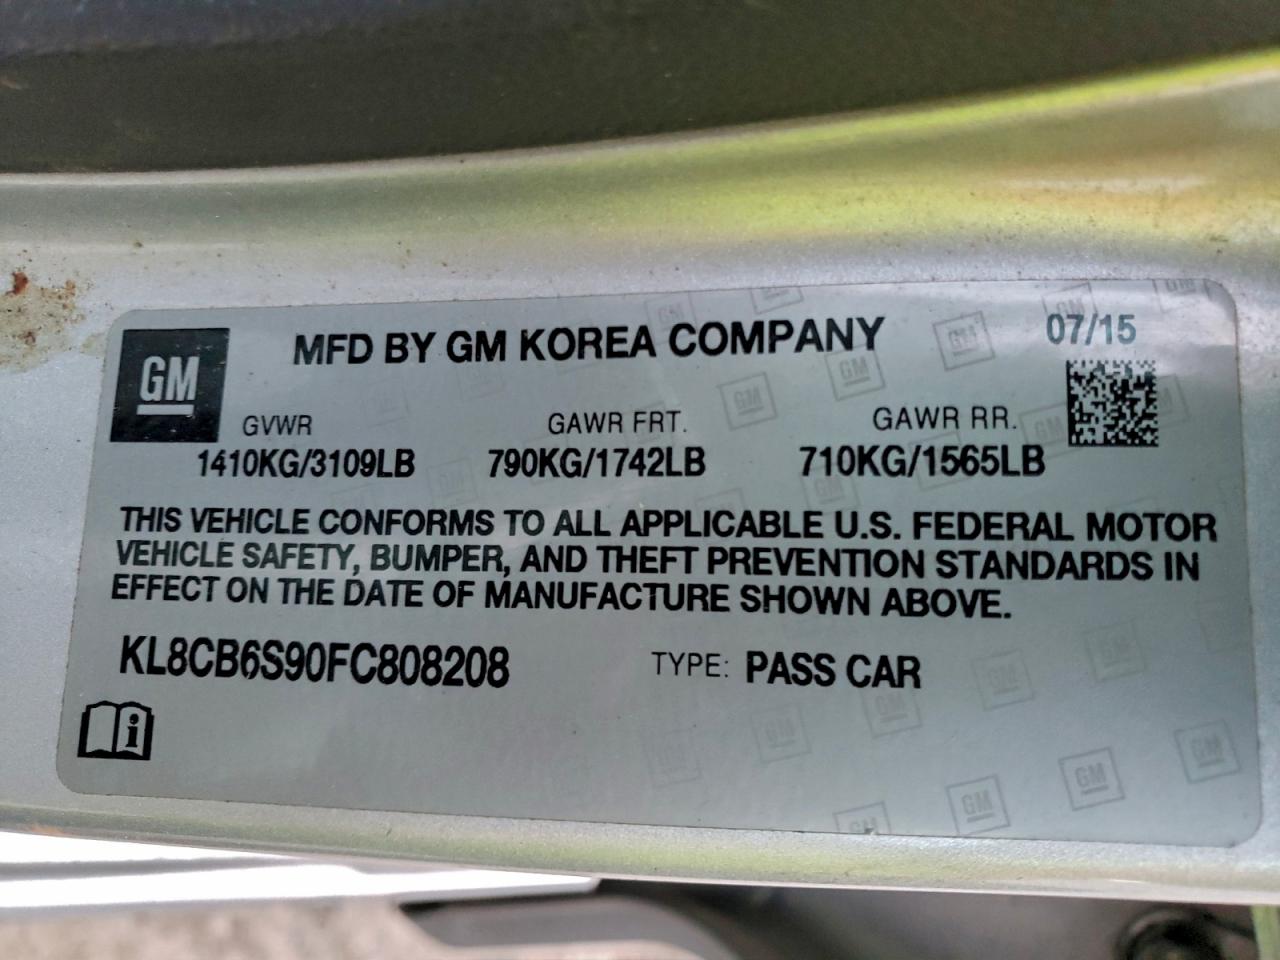 MFD BY GM KOREA COMPANY 07/15
GM
GVWR GAWR FRT. GAWR RR.
1410KG/3109LB 790KG/1742LB 710KG/1565LB
THIS VEHICLE CONFORMS TO ALL APPLICABLE U.S. FEDERAL MOTOR
VEHICLE SAFETY, BUMPER, AND THEFT PREVENTION STANDARDS IN
EFFECT ON THE DATE OF MANUFACTURE SHOWN ABOVE.
KL8CB6S90FC808208 TYPE: PASS CAR